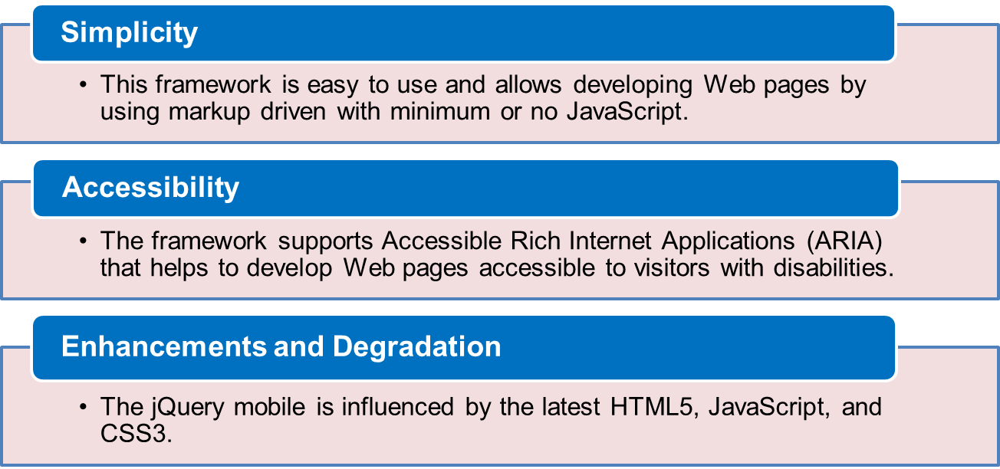 Simplicity
• This framework is easy to use and allows developing Web pages by
using markup driven with minimum or no JavaScript.
Accessibility
• The framework supports Accessible Rich Internet Applications (ARIA)
that helps to develop Web pages accessible to visitors with disabilities.
Enhancements and Degradation
• The jQuery mobile is influenced by the latest HTML5, JavaScript, and
CSS3.